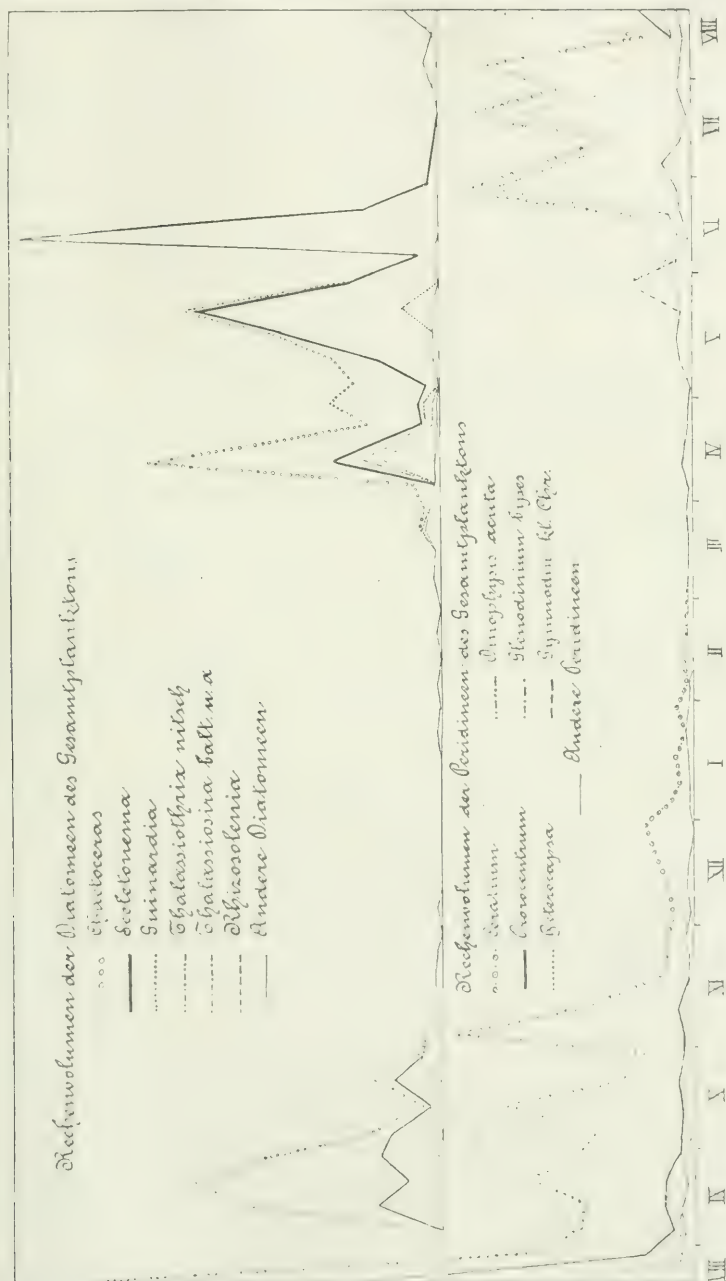 Rechenvolumen der Diatomeen des Gesamtplanktons
Chaetoceras
Sceletonema
Guinardia
Thalassiothrix nitsch
Thalassiosira balt. n. a
Rhizosolenia
Andere Diatomeen
Rechenvolumen der Peridineen des Gesamtplanktons
Ceratium
Prorocentrum
Heterocapsa
Dinophysis acuta
Glenodinium bipes
Gymnodin kl. Chr.
Andere Peridineen
VIII IX X XI XII I II III IV V VI VII VIII